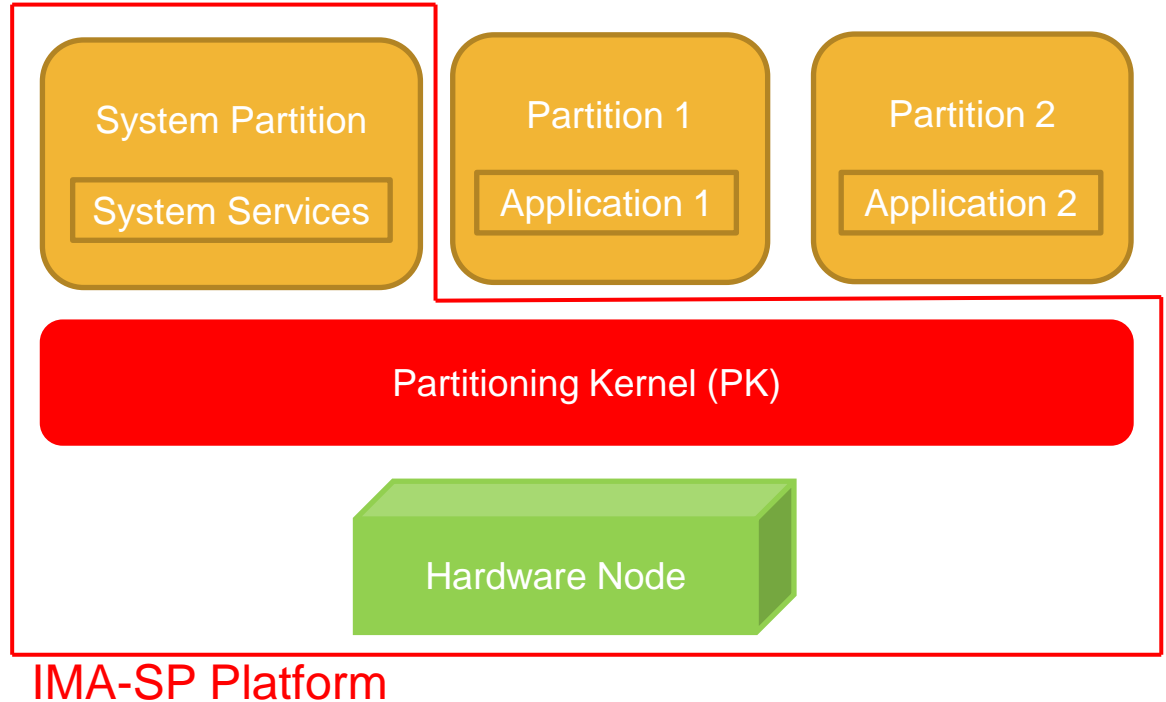 System Partition
System Services
Partition 1
Application 1
Partition 2
Application 2
Partitioning Kernel (PK)
Hardware Node
IMA-SP Platform